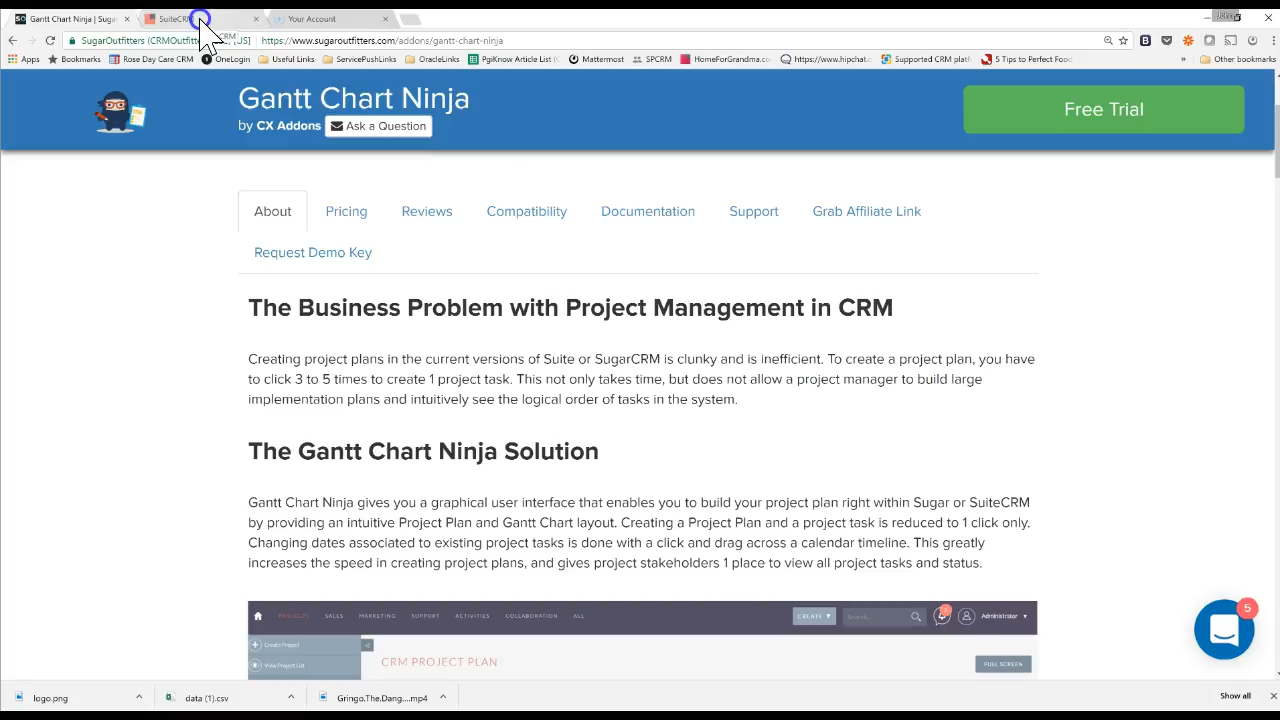 Gantt Chart Ninja | Suga
SuiteCRM
Your Account
SugarOutfitters (CRMOutfi
[US]
https://www.sugaroutfitters.com/addons/gantt-chart-ninja
Apps
Bookmarks
Rose Day Care CRM
OneLogin
Useful Links
ServicePushLinks
OracleLinks
PgiKnow Article List (
Mattermost
SPCRM
HomeForGrandma.co
https://www.hipchat.
Supported CRM platf
5 Tips to Perfect Food
»
Other bookmarks
Gantt Chart Ninja
by CX Addons
Ask a Question
Free Trial
About
Pricing
Reviews
Compatibility
Documentation
Support
Grab Affiliate Link
Request Demo Key
The Business Problem with Project Management in CRM
Creating project plans in the current versions of Suite or SugarCRM is clunky and is inefficient. To create a project plan, you have
to click 3 to 5 times to create 1 project task. This not only takes time, but does not allow a project manager to build large
implementation plans and intuitively see the logical order of tasks in the system.
The Gantt Chart Ninja Solution
Gantt Chart Ninja gives you a graphical user interface that enables you to build your project plan right within Sugar or SuiteCRM
by providing an intuitive Project Plan and Gantt Chart layout. Creating a Project Plan and a project task is reduced to 1 click only.
Changing dates associated to existing project tasks is done with a click and drag across a calendar timeline. This greatly
increases the speed in creating project plans, and gives project stakeholders 1 place to view all project tasks and status.
PROJECTS
SALES
MARKETING
SUPPORT
ACTIVITIES
COLLABORATION
ALL
CREATE
Search...
Administrator
Create Project
View Project List
CRM PROJECT PLAN
FULL SCREEN
5
logo.png
data (1).csv
Gringo.The.Dang....mp4
Show all